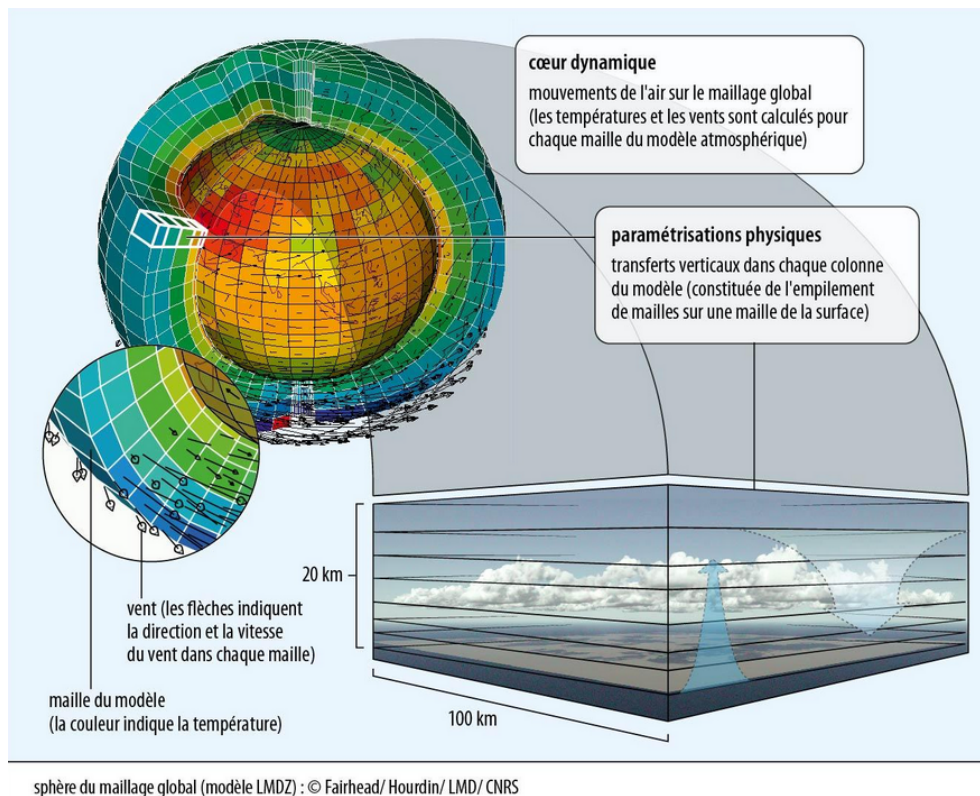 cœur dynamique
mouvements de l'air sur le maillage global
(les températures et les vents sont calculés pour
chaque maille du modèle atmosphérique)
paramétrisations physiques
transferts verticaux dans chaque colonne
du modèle (constituée de l'empilement
de mailles sur une maille de la surface)
20 km
100 km
vent (les flèches indiquent
la direction et la vitesse
du vent dans chaque maille)
maille du modèle
(la couleur indique la température)
sphère du maillage global (modèle LMDZ) : © Fairhead/ Hourdin/ LMD/ CNRS